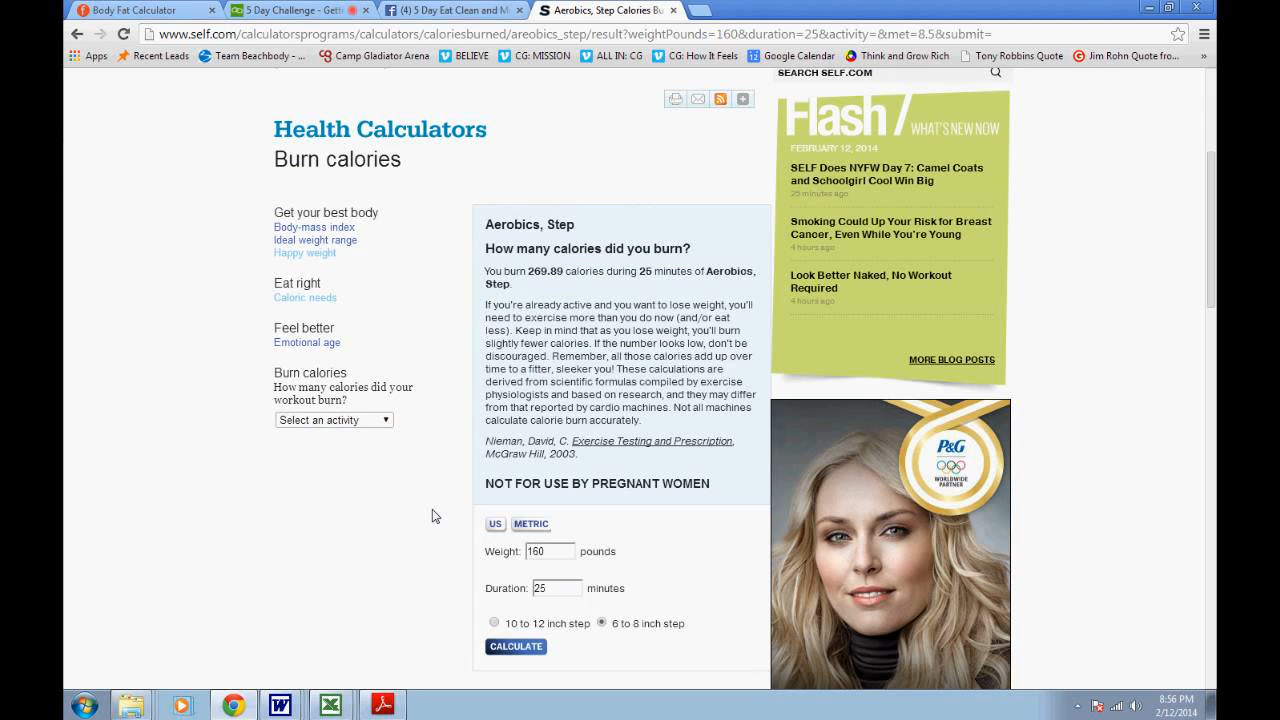 Body Fat Calculator
5 Day Challenge - Gett
(4) 5 Day Eat Clean and M
Aerobics, Step Calories Bu
www.self.com/calculatorsprograms/calculators/caloriesburned/areobics_step/result?weightPounds=160&duration=25&activity=&met=8.5&submit=
Apps
Recent Leads
Team Beachbody - ...
Camp Gladiator Arena
BELIEVE
CG: MISSION
ALL IN: CG
CG: How It Feels
Google Calendar
Think and Grow Rich
Tony Robbins Quote
Jim Rohn Quote from...
SEARCH SELF.COM
Health Calculators
Burn calories
Get your best body
Body-mass index
Ideal weight range
Happy weight
Eat right
Caloric needs
Feel better
Emotional age
Burn calories
How many calories did your
workout burn?
Select an activity
Aerobics, Step
How many calories did you burn?
You burn 269.89 calories during 25 minutes of Aerobics,
Step.
If you're already active and you want to lose weight, you'll
need to exercise more than you do now (and/or eat
less). Keep in mind that as you lose weight, you'll burn
slightly fewer calories. If the number looks low, don't be
discouraged. Remember, all those calories add up over
time to a fitter, sleeker you! These calculations are
derived from scientific formulas compiled by exercise
physiologists and based on research, and they may differ
from that reported by cardio machines. Not all machines
calculate calorie burn accurately.
Nieman, David, C. Exercise Testing and Prescription,
McGraw Hill, 2003.
NOT FOR USE BY PREGNANT WOMEN
US METRIC
Weight: 160 pounds
Duration: 25 minutes
10 to 12 inch step 6 to 8 inch step
CALCULATE
Flash / WHAT'S NEW NOW
FEBRUARY 12, 2014
SELF Does NYFW Day 7: Camel Coats
and Schoolgirl Cool Win Big
25 minutes ago
Smoking Could Up Your Risk for Breast
Cancer, Even While You're Young
4 hours ago
Look Better Naked, No Workout
Required
4 hours ago
MORE BLOG POSTS
P&G
WORLDWIDE
PARTNER
8:56 PM
2/12/2014